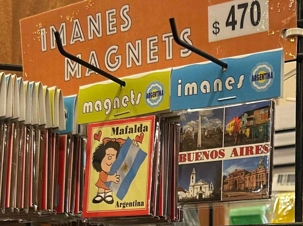 IMANES
MAGNETS
$ 470
magnets
ARGENTINA
imanes
ARGENTINA
Mafalda
Argentina
BUENOS AIRES